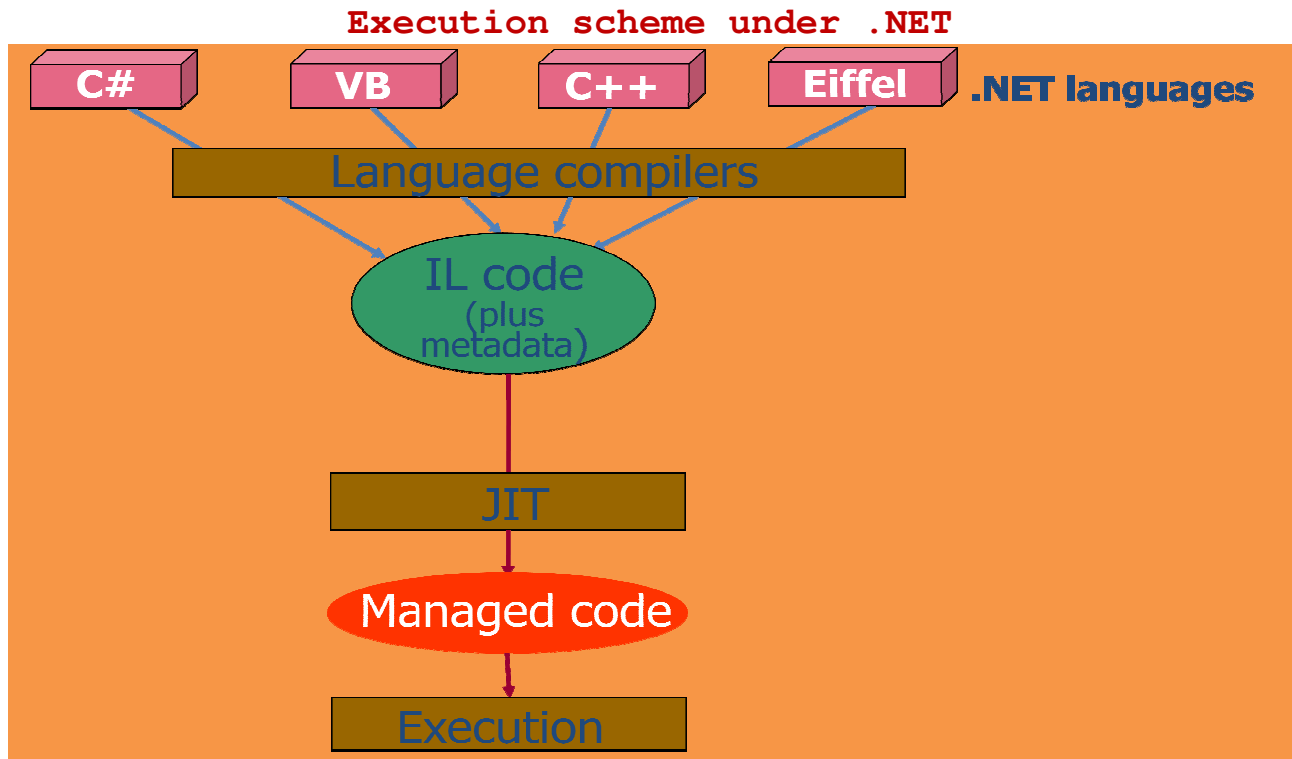 Execution scheme under .NET
C#
VB
C++
Eiffel
.NET languages
Language compilers
IL code
(plus
metadata)
JIT
Managed code
Execution